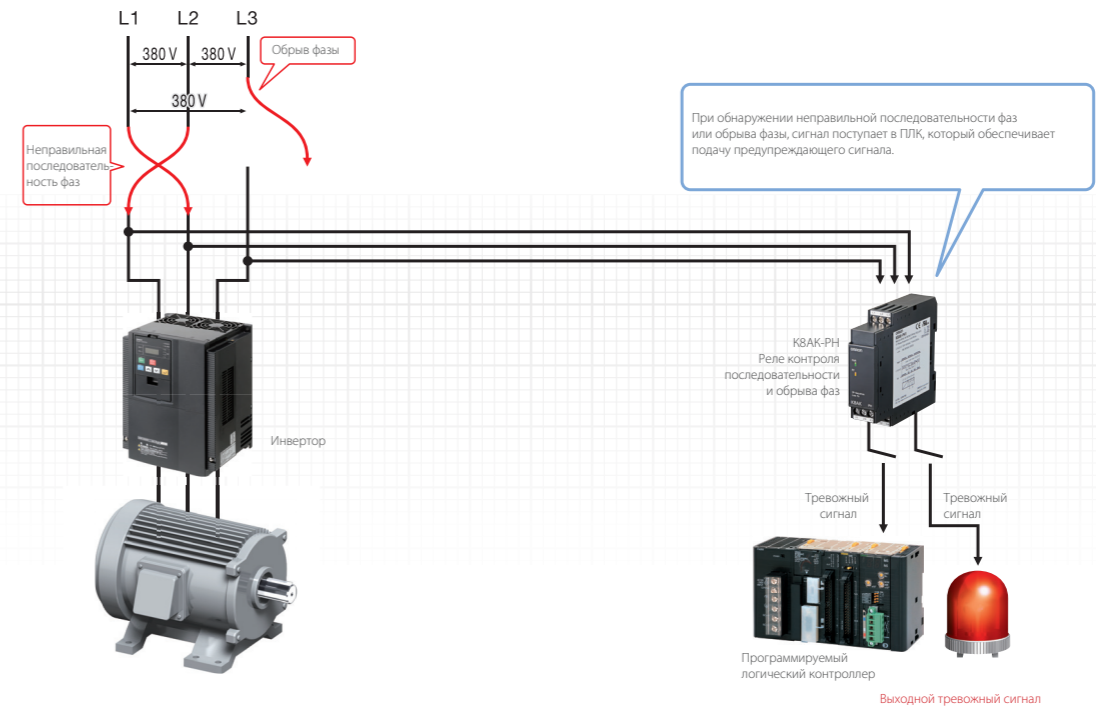 L1 L2 L3
380 V 380 V
Обрыв фазы
380 V
Неправильная
последователь-
ность фаз
При обнаружении неправильной последовательности фаз
или обрыва фазы, сигнал поступает в ПЛК, который обеспечивает
подачу предупреждающего сигнала.
K8AK-PH
Реле контроля
последовательности
и обрыва фаз
Инвертор
Тревожный
сигнал
Тревожный
сигнал
Программируемый
логический контроллер
Выходной тревожный сигнал